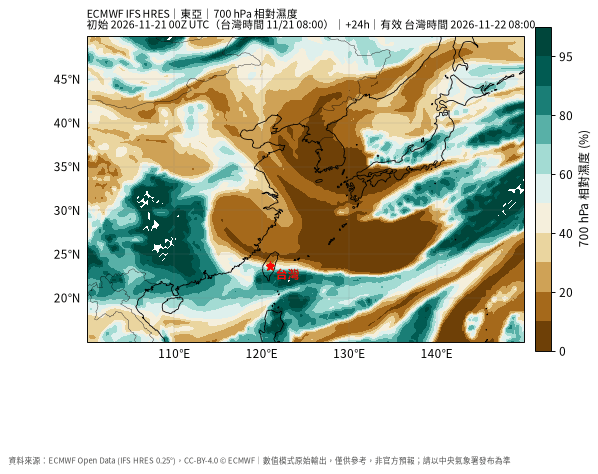 ECMWF IFS HRES｜東亞｜700 hPa 相對濕度
初始 2026-11-21 00Z UTC（台灣時間 11/21 08:00）｜+24h｜有效 台灣時間 2026-11-22 08:00
45°N
40°N
35°N
30°N
25°N
20°N
110°E
120°E
130°E
140°E
台灣
95
80
60
40
20
0
700 hPa 相對濕度 (%)
資料來源：ECMWF Open Data (IFS HRES 0.25°)，CC-BY-4.0 © ECMWF｜數值模式原始輸出，僅供參考，非官方預報；請以中央氣象署發布為準